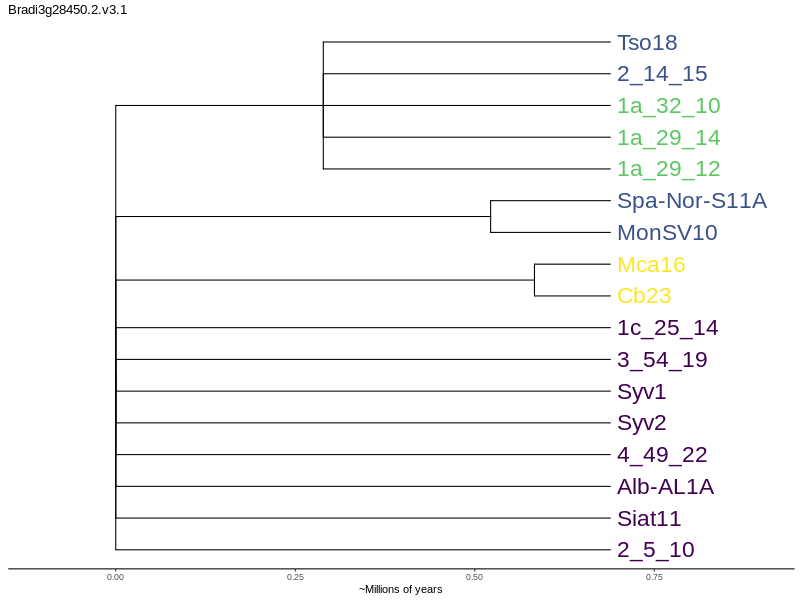 Bradi3g28450.2.v3.1
Tso18
2_14_15
1a_32_10
1a_29_14
1a_29_12
Spa-Nor-S11A
MonSV10
Mca16
Cb23
1c_25_14
3_54_19
Syv1
Syv2
4_49_22
Alb-AL1A
Siat11
2_5_10
0.00 0.25 0.50 0.75
~Millions of years